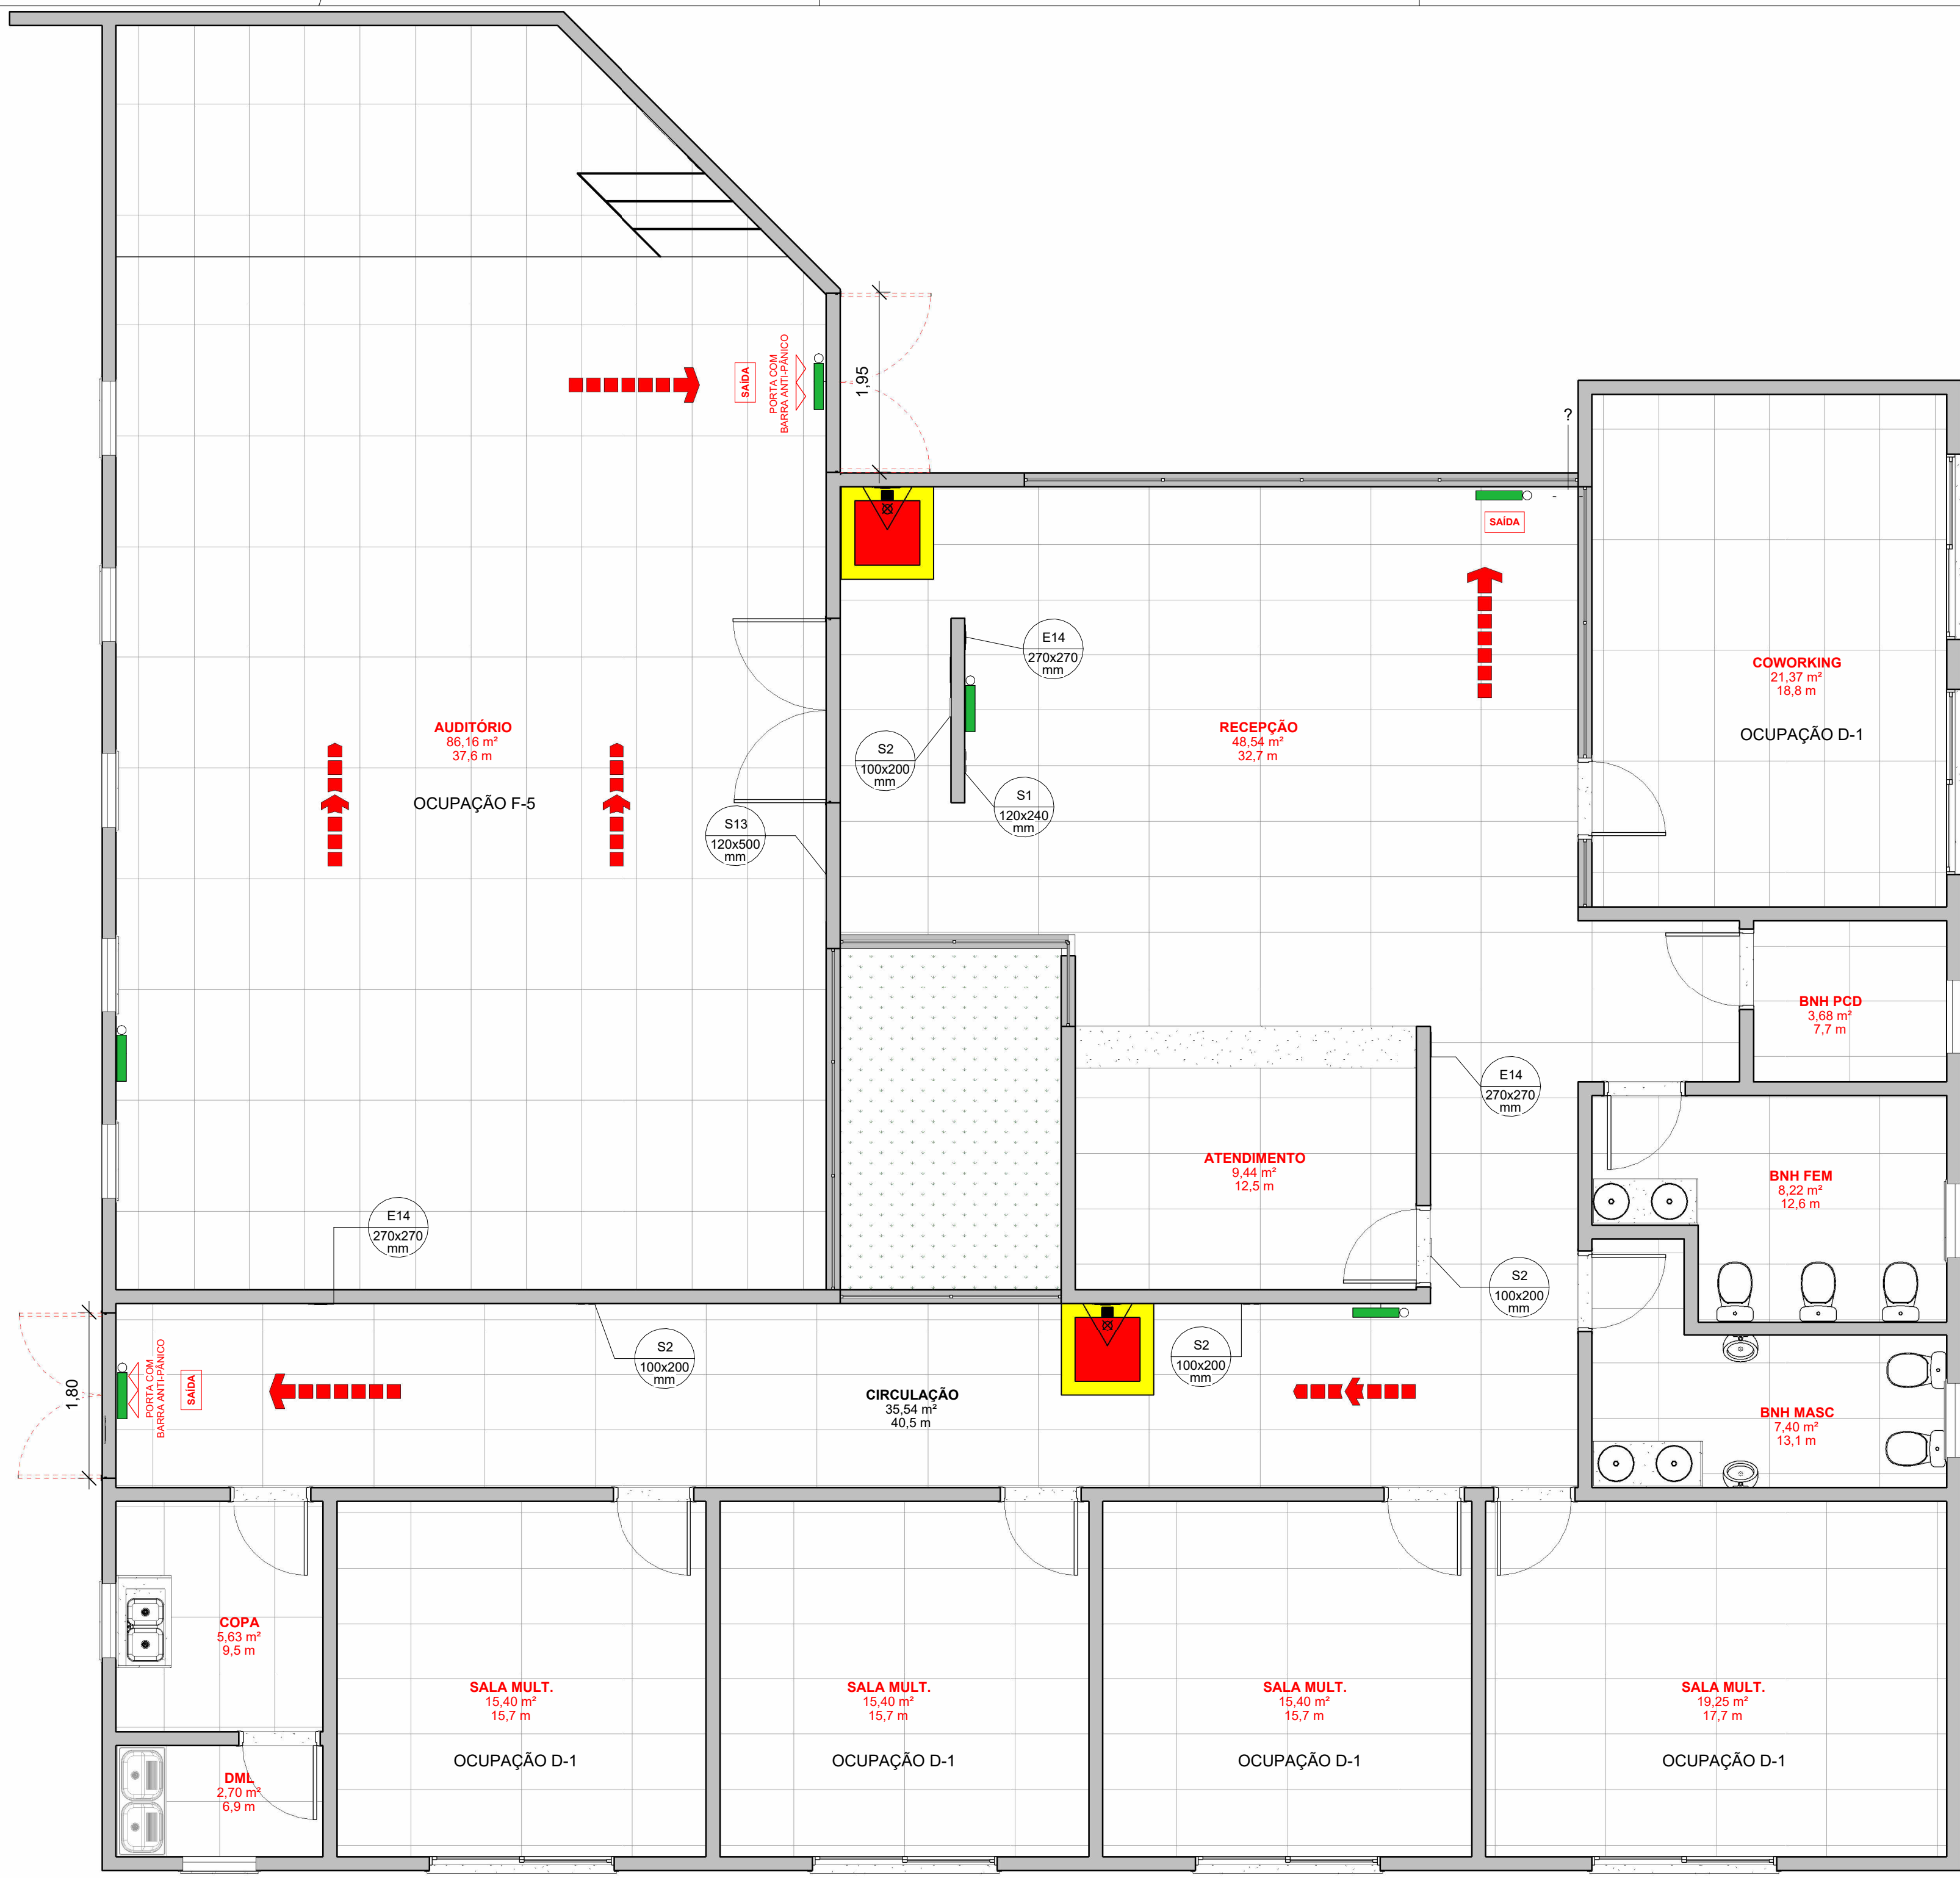 SAÍDA
PORTA COM
BARRA ANTI-PÂNICO
1,95
?
SAÍDA
E14
270x270
mm
COWORKING
21,37 m²
18,8 m
OCUPAÇÃO D-1
AUDITÓRIO
86,16 m²
37,6 m
OCUPAÇÃO F-5
RECEPÇÃO
48,54 m²
32,7 m
S2
100x200
mm
S1
120x240
mm
S13
120x500
mm
BNH PCD
3,68 m²
7,7 m
E14
270x270
mm
ATENDIMENTO
9,44 m²
12,5 m
BNH FEM
8,22 m²
12,6 m
E14
270x270
mm
S2
100x200
mm
1,80
PORTA COM
BARRA ANTI-PÂNICO
SAÍDA
S2
100x200
mm
S2
100x200
mm
CIRCULAÇÃO
35,54 m²
40,5 m
BNH MASC
7,40 m²
13,1 m
COPA
5,63 m²
9,5 m
SALA MULT.
15,40 m²
15,7 m
OCUPAÇÃO D-1
SALA MULT.
15,40 m²
15,7 m
OCUPAÇÃO D-1
SALA MULT.
15,40 m²
15,7 m
OCUPAÇÃO D-1
SALA MULT.
19,25 m²
17,7 m
OCUPAÇÃO D-1
DML
2,70 m²
6,9 m